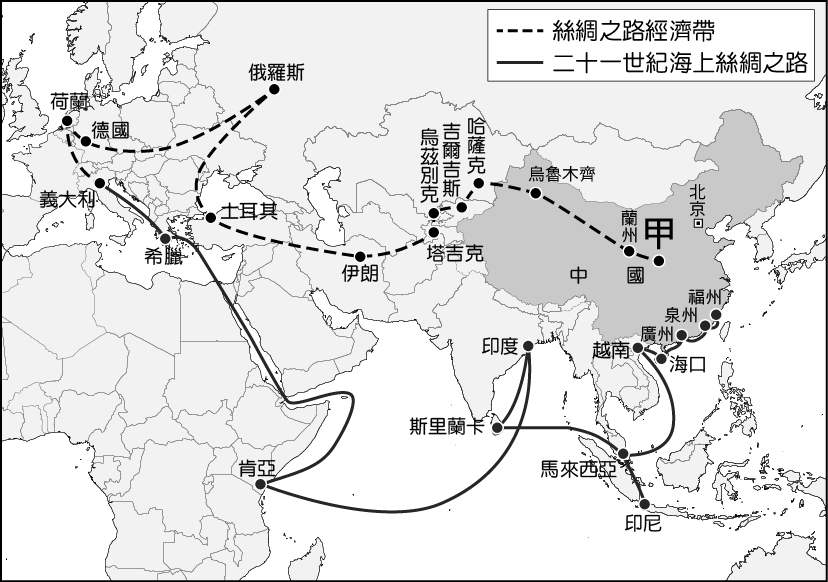 絲綢之路經濟帶
二十一世紀海上絲綢之路
俄羅斯
荷蘭
德國
義大利
希臘
土耳其
伊朗
烏茲別克
吉爾吉斯
哈薩克
塔吉克
烏魯木齊
蘭州
甲
北京
中國
福州
泉州
廣州
海口
越南
印度
斯里蘭卡
馬來西亞
印尼
肯亞